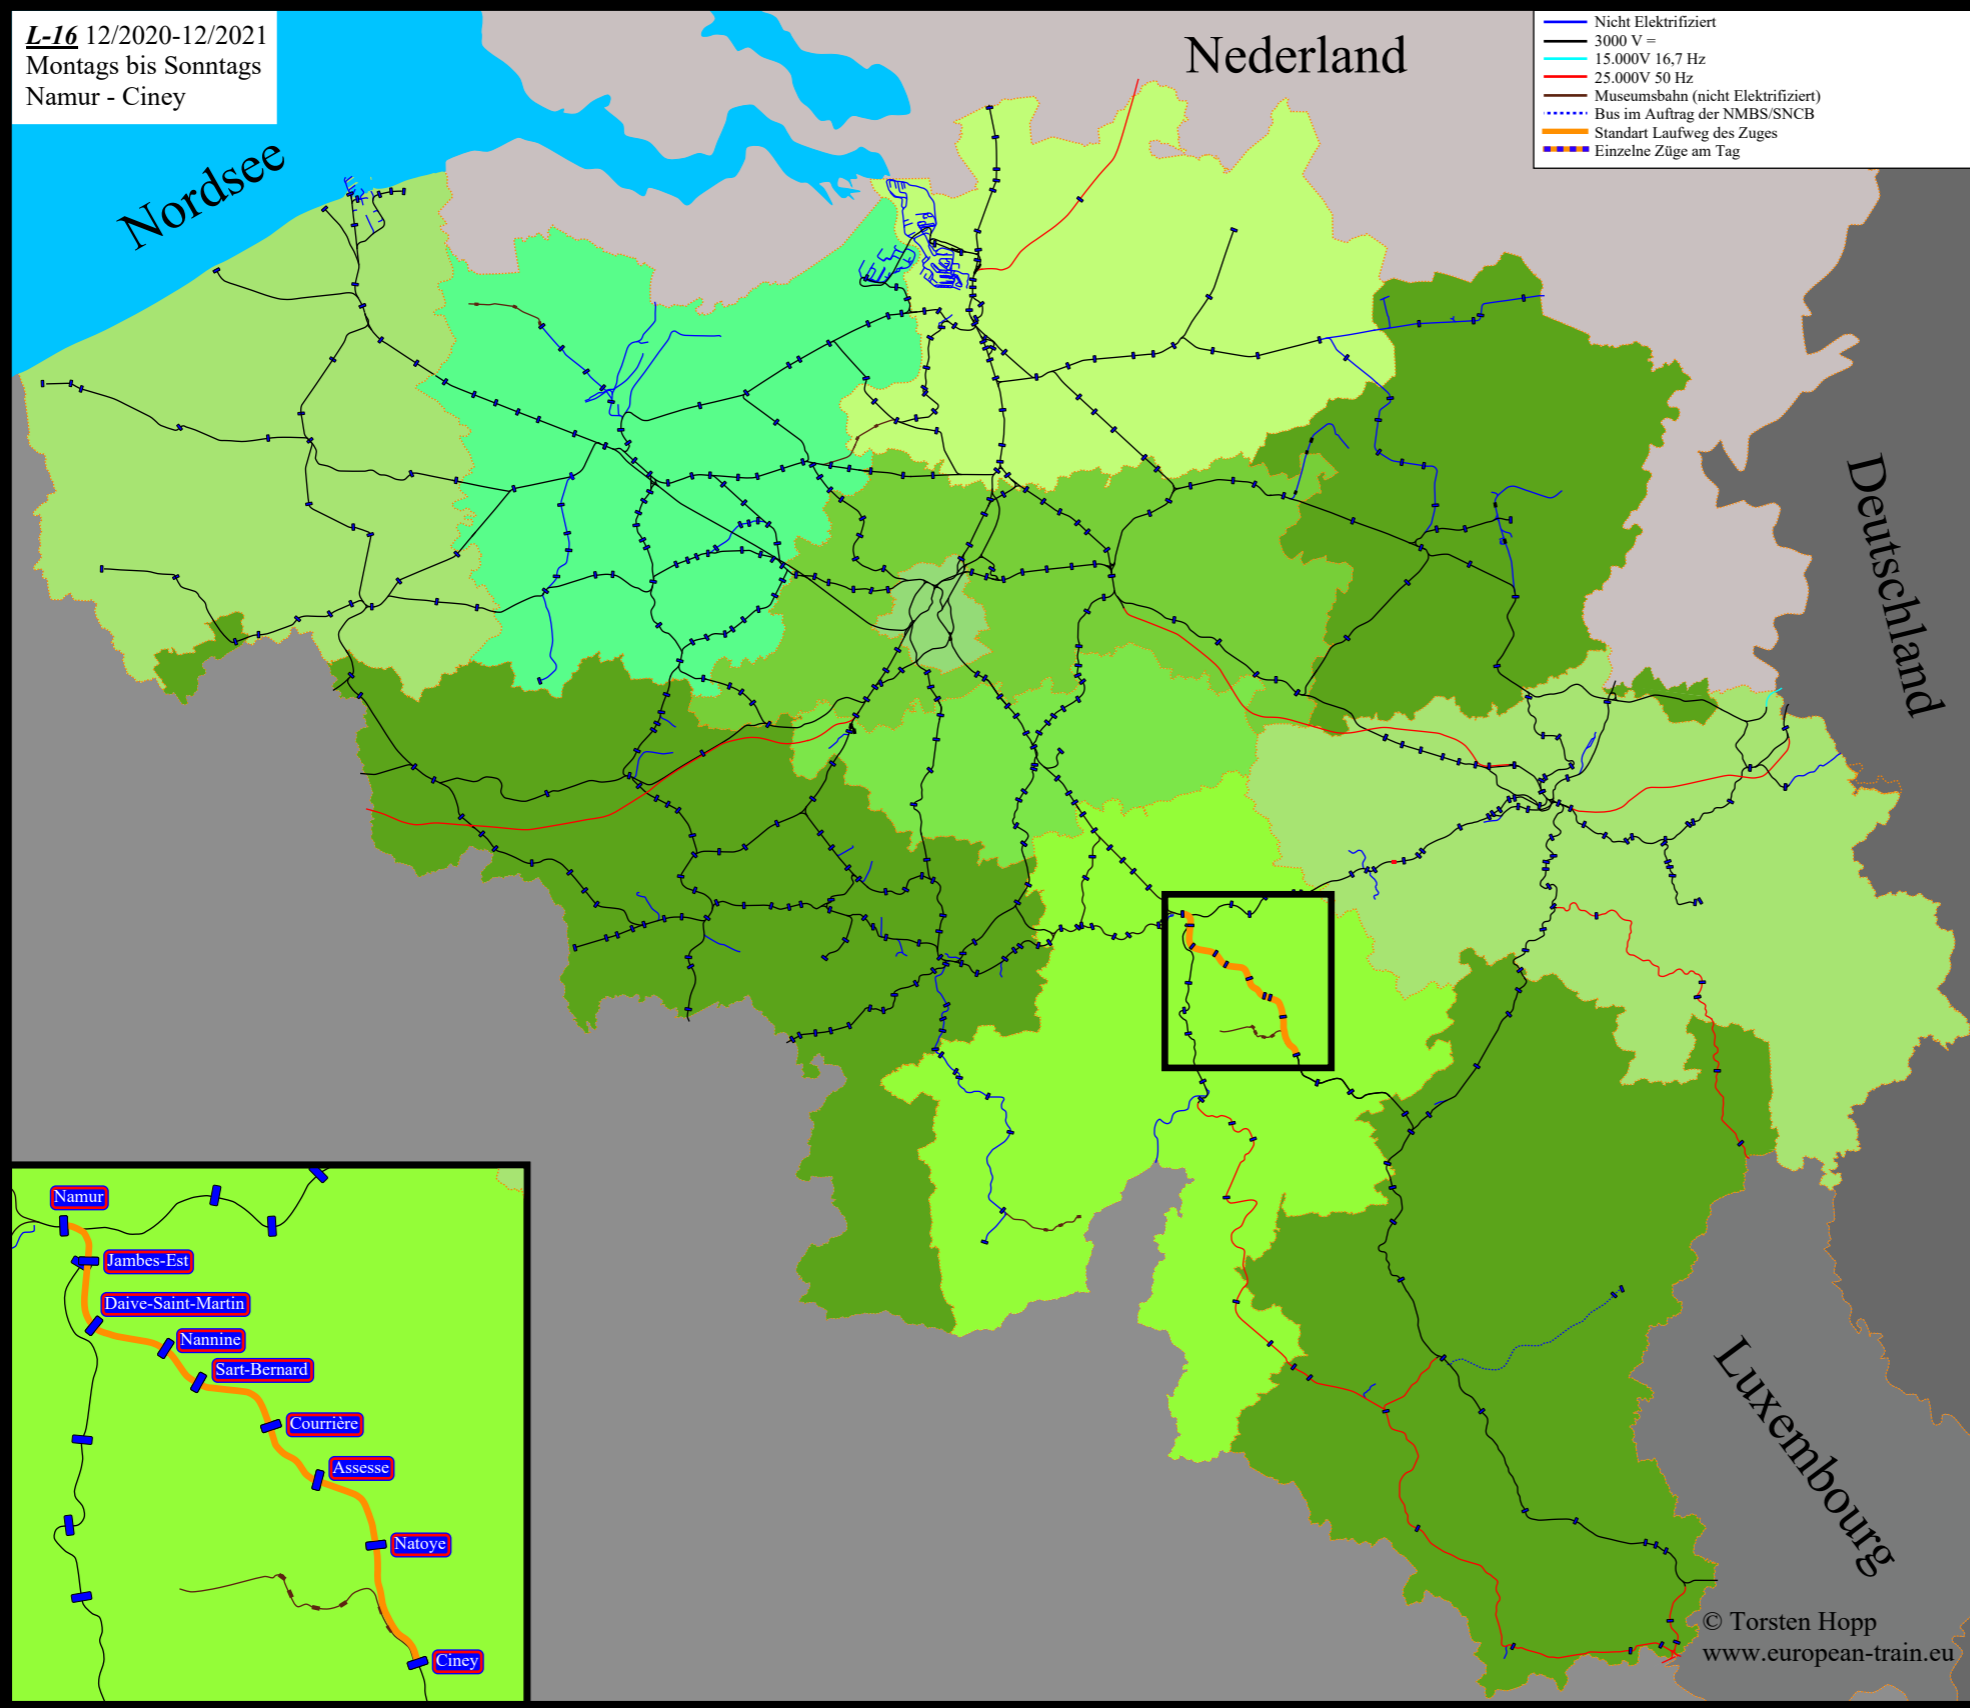 L-16 12/2020-12/2021
Montags bis Sonntags
Namur - Ciney
Nederland
Nicht Elektrifiziert
3000 V =
15.000V 16,7 Hz
25.000V 50 Hz
Museumsbahn (nicht Elektrifiziert)
Bus im Auftrag der NMBS/SNCB
Standart Laufweg des Zuges
Einzelne Züge am Tag
Nordsee
Deutschland
Luxembourg
Namur
Jambes-Est
Daive-Saint-Martin
Nannine
Sart-Bernard
Courrière
Assesse
Natoye
Ciney
© Torsten Hopp
www.european-train.eu